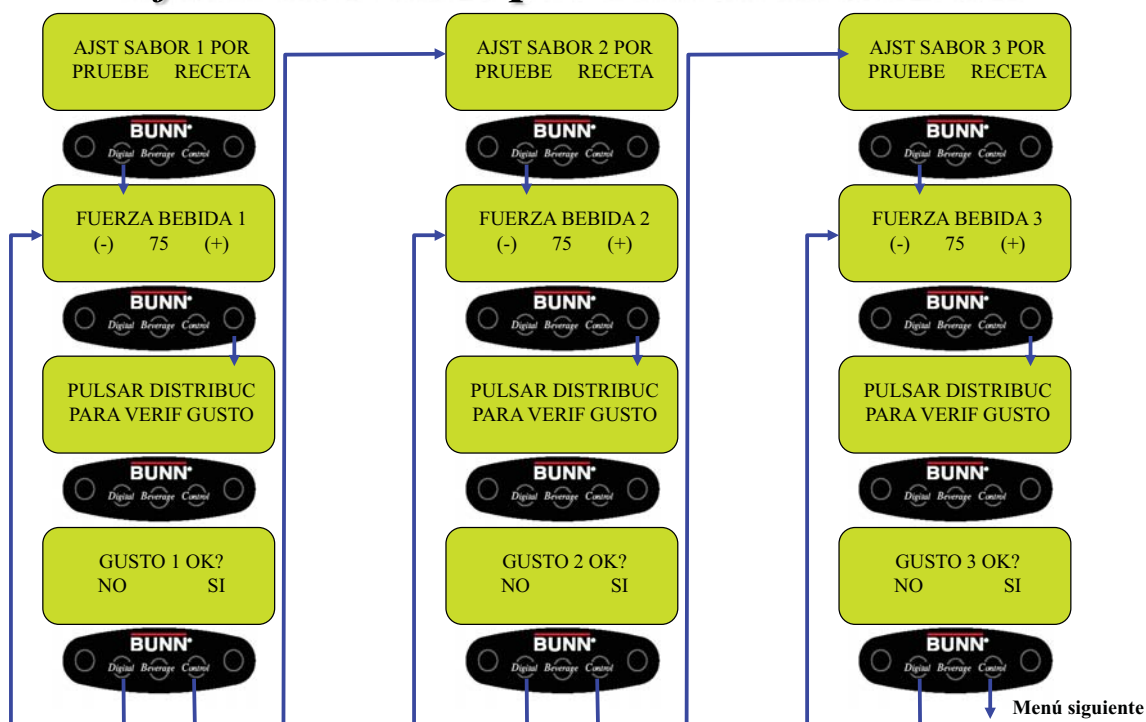 AJST SABOR 1 POR
PRUEBE RECETA
BUNN
Digital Beverage Control
FUERZA BEBIDA 1
(-) 75 (+)
BUNN
Digital Beverage Control
PULSAR DISTRIBUC
PARA VERIF GUSTO
BUNN
Digital Beverage Control
GUSTO 1 OK?
NO SI
BUNN
Digital Beverage Control
AJST SABOR 2 POR
PRUEBE RECETA
BUNN
Digital Beverage Control
FUERZA BEBIDA 2
(-) 75 (+)
BUNN
Digital Beverage Control
PULSAR DISTRIBUC
PARA VERIF GUSTO
BUNN
Digital Beverage Control
GUSTO 2 OK?
NO SI
BUNN
Digital Beverage Control
AJST SABOR 3 POR
PRUEBE RECETA
BUNN
Digital Beverage Control
FUERZA BEBIDA 3
(-) 75 (+)
BUNN
Digital Beverage Control
PULSAR DISTRIBUC
PARA VERIF GUSTO
BUNN
Digital Beverage Control
GUSTO 3 OK?
NO SI
BUNN
Digital Beverage Control
Menú siguiente